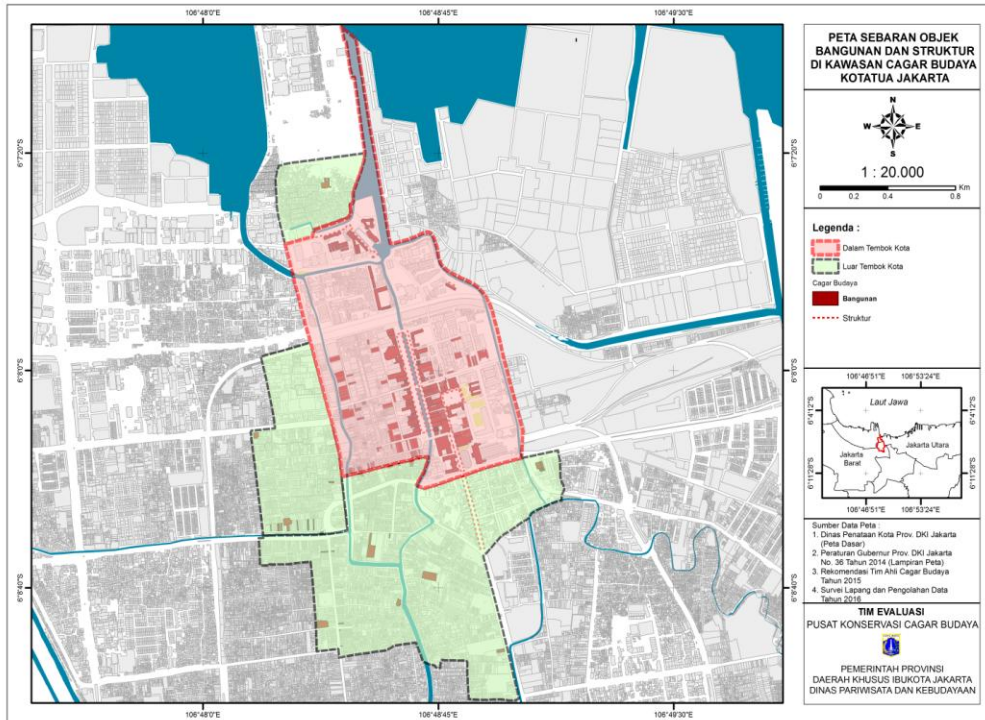 106°48'0"E 106°48'45"E 106°49'30"E
6°7'20"S 6°7'20"S
6°8'0"S 6°8'0"S
6°8'40"S 6°8'40"S
106°48'0"E 106°48'45"E 106°49'30"E
PETA SEBARAN OBJEK
BANGUNAN DAN STRUKTUR
DI KAWASAN CAGAR BUDAYA
KOTATUA JAKARTA
N
W E
S
1 : 20.000
0 0.2 0.4 0.8 Km
Legenda :
Dalam Tembok Kota
Luar Tembok Kota
Cagar Budaya
Bangunan
Struktur
106°46'51"E 106°53'24"E
6°4'12"S 6°4'12"S
Laut Jawa
Jakarta Utara
Jakarta
Barat
6°11'28"S 6°11'28"S
106°46'51"E 106°53'24"E
Sumber Data Peta :
1. Dinas Penataan Kota Prov. DKI Jakarta
(Peta Dasar)
2. Peraturan Gubernur Prov. DKI Jakarta
No. 36 Tahun 2014 (Lampiran Peta)
3. Rekomendasi Tim Ahli Cagar Budaya
Tahun 2015
4. Survei Lapang dan Pengolahan Data
Tahun 2016
TIM EVALUASI
PUSAT KONSERVASI CAGAR BUDAYA
PEMERINTAH PROVINSI
DAERAH KHUSUS IBUKOTA JAKARTA
DINAS PARIWISATA DAN KEBUDAYAAN